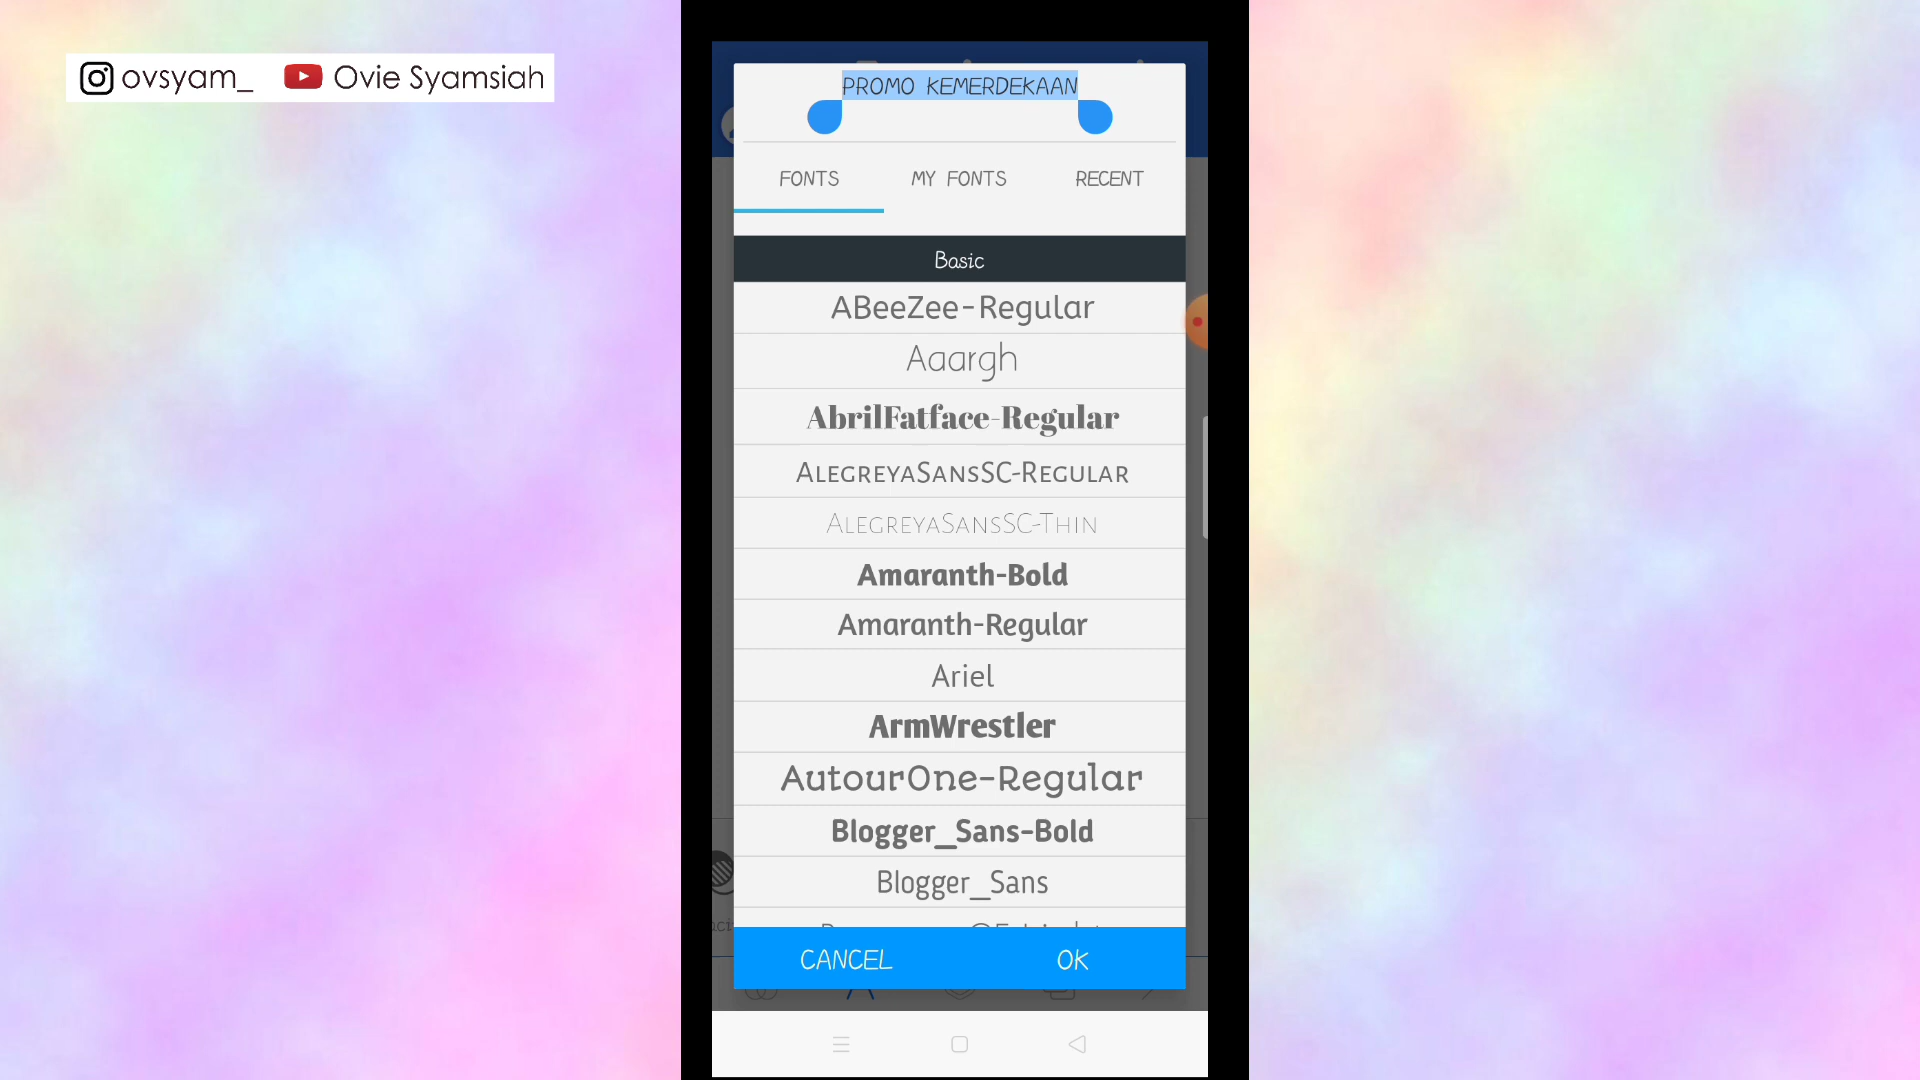 ovsyam_ Ovie Syamsiah
PROMO KEMERDEKAAN
FONTS MY FONTS RECENT
Basic
ABeeZee-Regular
Aaargh
AbrilFatface-Regular
AlegreyaSansSC-Regular
AlegreyaSansSC-Thin
Amaranth-Bold
Amaranth-Regular
Ariel
ArmWrestler
AutourOne-Regular
Blogger_Sans-Bold
Blogger_Sans
CANCEL OK